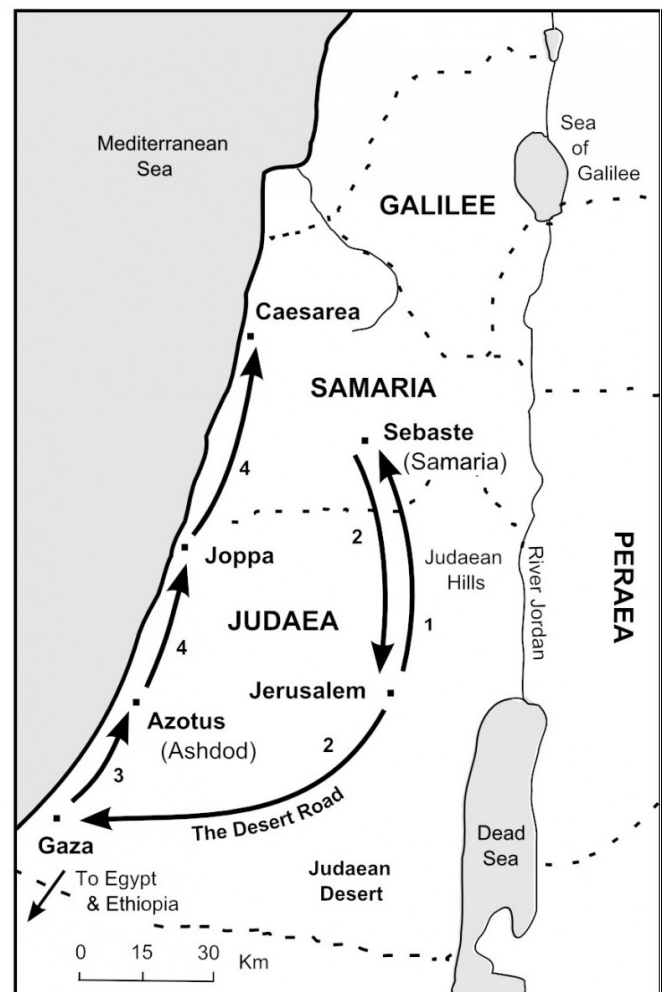 Mediterranean
Sea
Sea
of
Galilee
GALILEE
Caesarea
SAMARIA
Sebaste
(Samaria)
4
2
Joppa
Judaean
Hills
River Jordan
PERAEA
JUDAEA
1
4
Jerusalem
Azotus
(Ashdod)
2
3
The Desert Road
Gaza
Dead
Sea
To Egypt
& Ethiopia
Judaean
Desert
0 15 30 Km